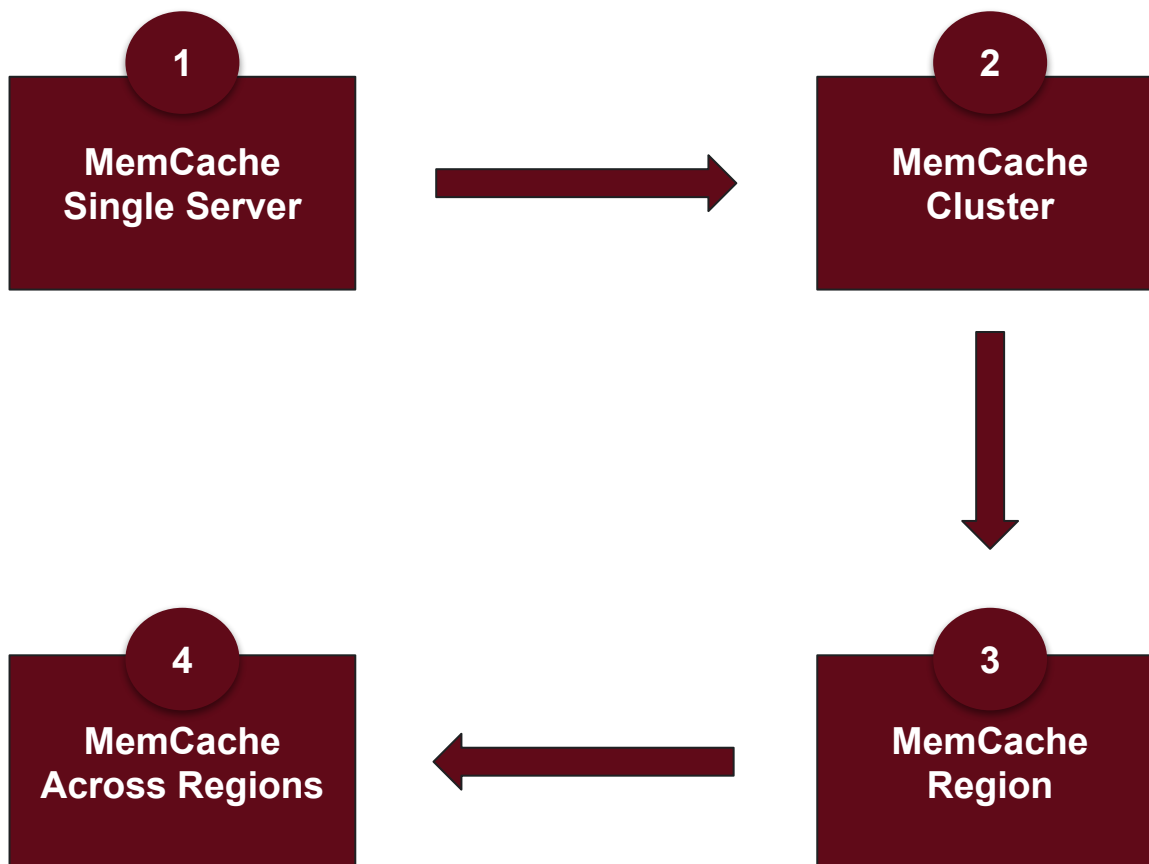 1
MemCache
Single Server
2
MemCache
Cluster
3
MemCache
Region
4
MemCache
Across Regions